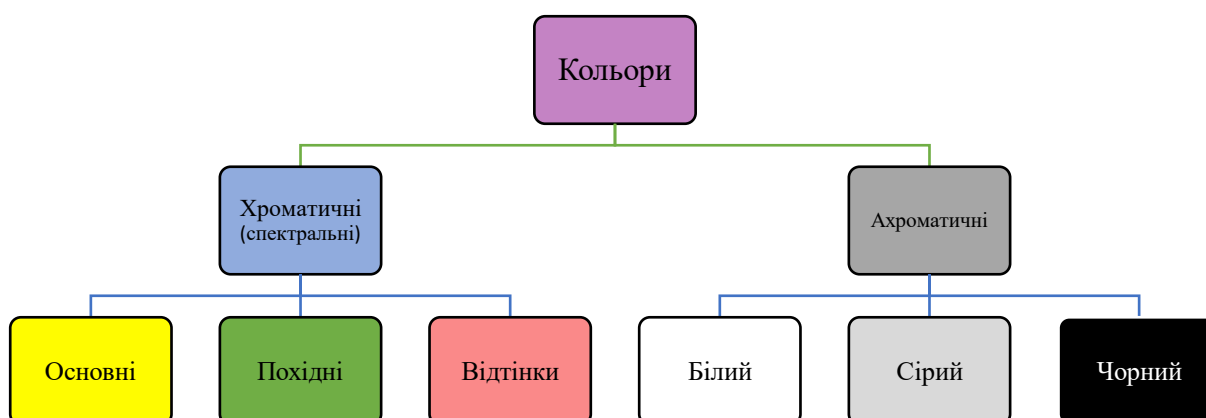 Кольори
Хроматичні
(спектральні)
Ахроматичні
Основні
Похідні
Відтінки
Білий
Сірий
Чорний